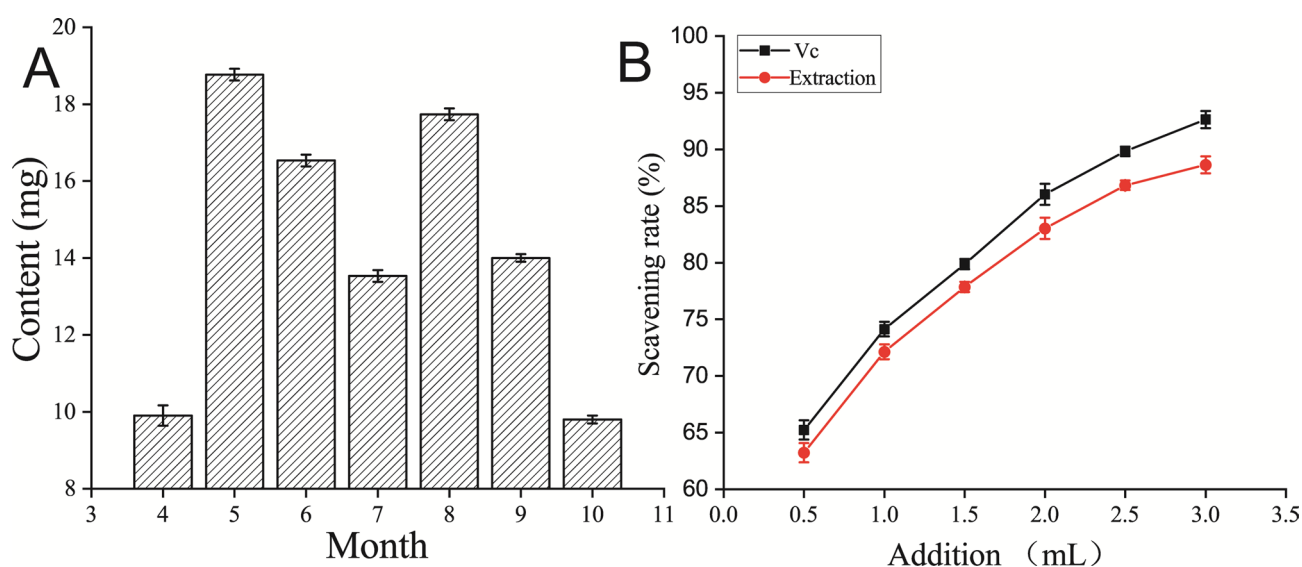 A
Content (mg)
20
18
16
14
12
10
8
3 4 5 6 7 8 9 10 11
Month
B
Vc
Extraction
Scavening rate (%)
100
95
90
85
80
75
70
65
60
0.0 0.5 1.0 1.5 2.0 2.5 3.0 3.5
Addition （mL）